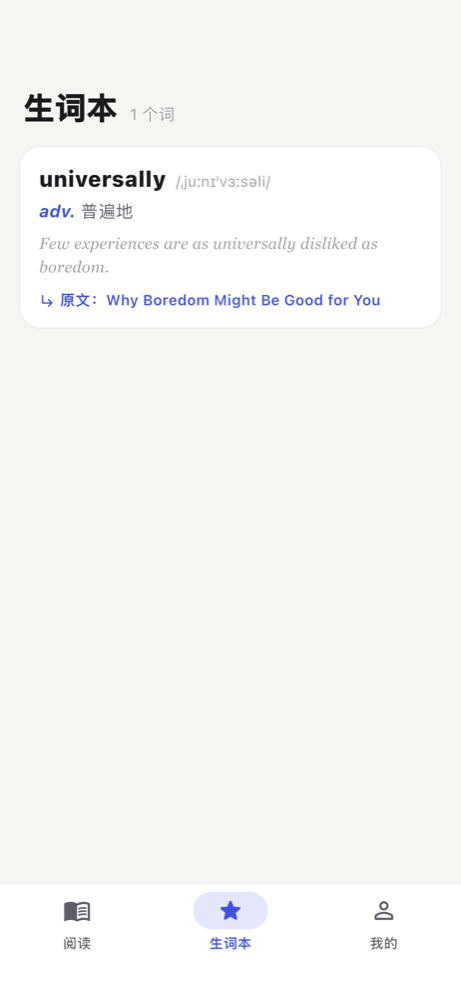 生词本 1 个词
universally /ˌjuːnɪˈvɜːsəli/
adv. 普遍地
Few experiences are as universally disliked as
boredom.
↳ 原文：Why Boredom Might Be Good for You
阅读 生词本 我的